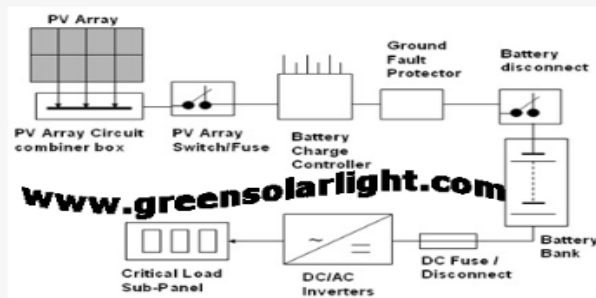 PV Array
PV Array Circuit
combiner box
PV Array
Switch/Fuse
Battery
Charge
Controller
Ground
Fault
Protector
Battery
disconnect
www.greensolarlight.com
Battery
Bank
DC Fuse /
Disconnect
~
=
DC/AC
Inverters
Critical Load
Sub-Panel